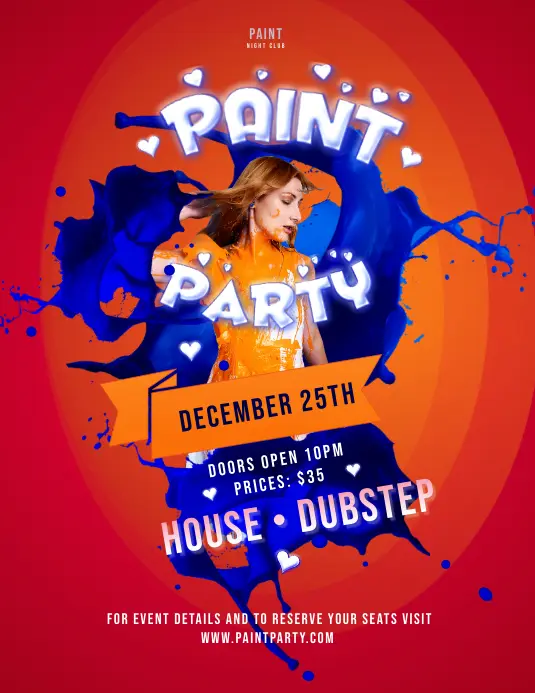 PAINT
NIGHT CLUB
PAINT
PARTY
DECEMBER 25TH
DOORS OPEN 10PM
PRICES: $35
HOUSE • DUBSTEP
FOR EVENT DETAILS AND TO RESERVE YOUR SEATS VISIT
WWW.PAINTPARTY.COM